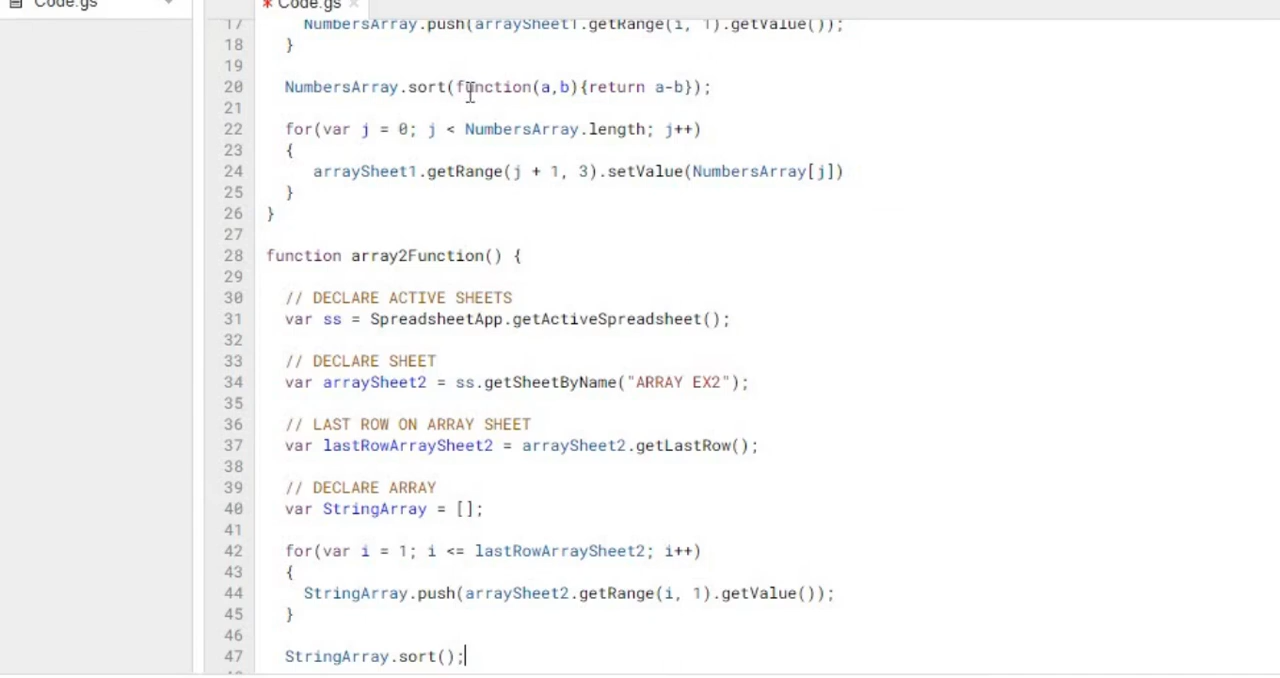 Code.gs
* Code.gs ×
17 NumbersArray.push(arraySheet1.getRange(i, 1).getValue());
18 }
19
20 NumbersArray.sort(function(a,b){return a-b});
21
22 for(var j = 0; j < NumbersArray.length; j++)
23 {
24 arraySheet1.getRange(j + 1, 3).setValue(NumbersArray[j])
25 }
26 }
27
28 function array2Function() {
29
30 // DECLARE ACTIVE SHEETS
31 var ss = SpreadsheetApp.getActiveSpreadsheet();
32
33 // DECLARE SHEET
34 var arraySheet2 = ss.getSheetByName("ARRAY EX2");
35
36 // LAST ROW ON ARRAY SHEET
37 var lastRowArraySheet2 = arraySheet2.getLastRow();
38
39 // DECLARE ARRAY
40 var StringArray = [];
41
42 for(var i = 1; i <= lastRowArraySheet2; i++)
43 {
44 StringArray.push(arraySheet2.getRange(i, 1).getValue());
45 }
46
47 StringArray.sort();